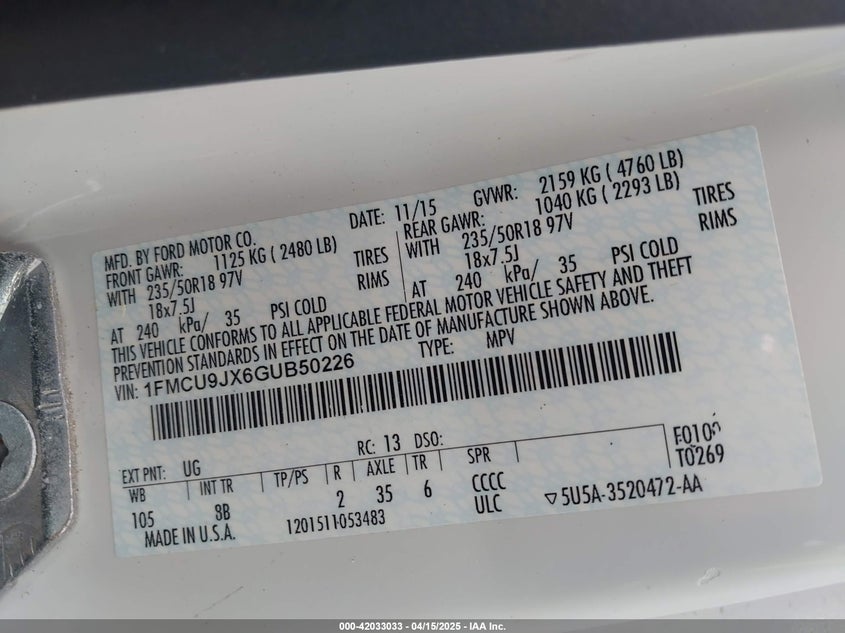 MFD. BY FORD MOTOR CO.
DATE: 11/15
GVWR: 2159 KG ( 4760 LB)
FRONT GAWR: 1125 KG ( 2480 LB)
REAR GAWR: 1040 KG ( 2293 LB)
WITH 235/50R18 97V TIRES
WITH 235/50R18 97V TIRES
18x7.5J RIMS
18x7.5J RIMS
AT 240 kPa/ 35 PSI COLD
AT 240 kPa/ 35 PSI COLD
THIS VEHICLE CONFORMS TO ALL APPLICABLE FEDERAL MOTOR VEHICLE SAFETY AND THEFT
PREVENTION STANDARDS IN EFFECT ON THE DATE OF MANUFACTURE SHOWN ABOVE.
VIN: 1FMCU9JX6GUB50226
TYPE: MPV
EXT PNT: UG
RC: 13 DSO:
WB INT TR TP/PS R AXLE TR SPR
105 8B 2 35 6 CCCC
ULC
T0269
MADE IN U.S.A.
1201511053483
▽5U5A-3520472-AA
000-42033033 - 04/15/2025 - IAA Inc.